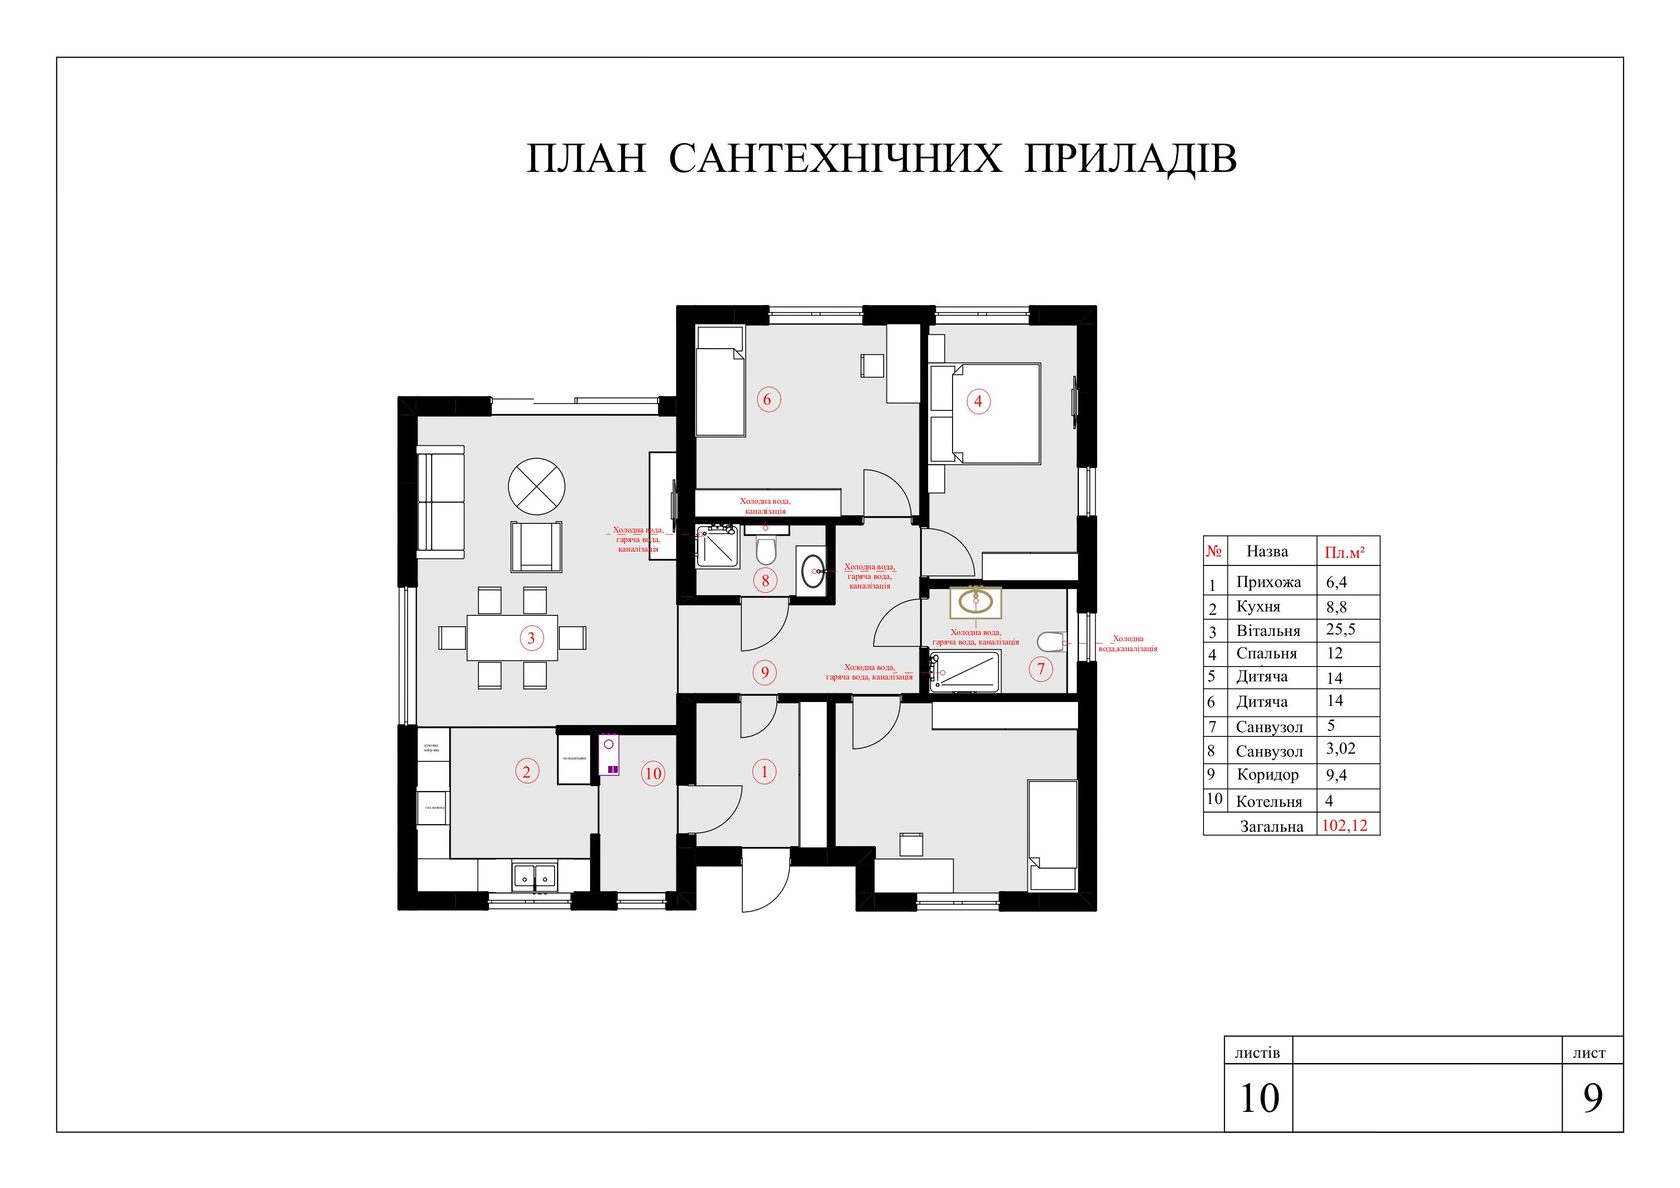 ПЛАН САНТЕХНІЧНИХ ПРИЛАДІВ
6
4
Холодна вода,
каналізація
Холодна вода,
гаряча вода,
каналізація
8
Холодна вода,
гаряча вода,
каналізація
3
Холодна вода,
гаряча вода, каналізація
Холодна
вода,каналізація
9
Холодна вода,
гаряча вода, каналізація
7
2
10
1
№ Назва Пл.м²
1 Прихожа 6,4
2 Кухня 8,8
3 Вітальня 25,5
4 Спальня 12
5 Дитяча 14
6 Дитяча 14
7 Санвузол 5
8 Санвузол 3,02
9 Коридор 9,4
10 Котельня 4
Загальна 102,12
листів лист
10 9